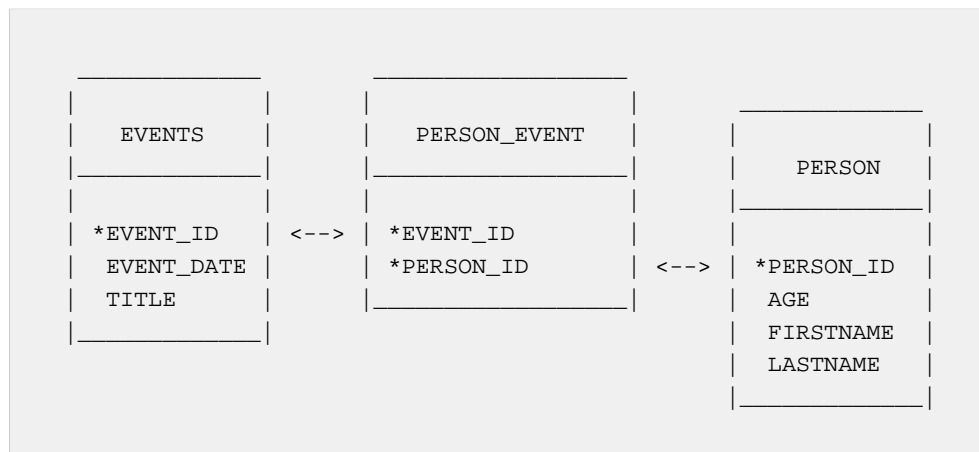 EVENTS
*EVENT_ID
EVENT_DATE
TITLE
<-->
PERSON_EVENT
*EVENT_ID
*PERSON_ID
<-->
PERSON
*PERSON_ID
AGE
FIRSTNAME
LASTNAME